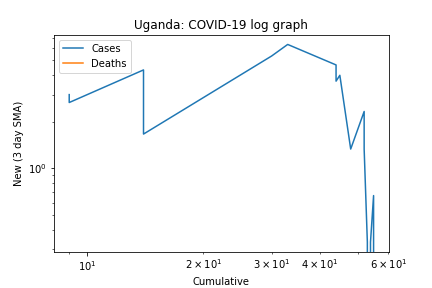 Uganda: COVID-19 log graph
Cases
Deaths
New (3 day SMA)
10⁰
10¹
2 × 10¹
3 × 10¹
4 × 10¹
6 × 10¹
Cumulative